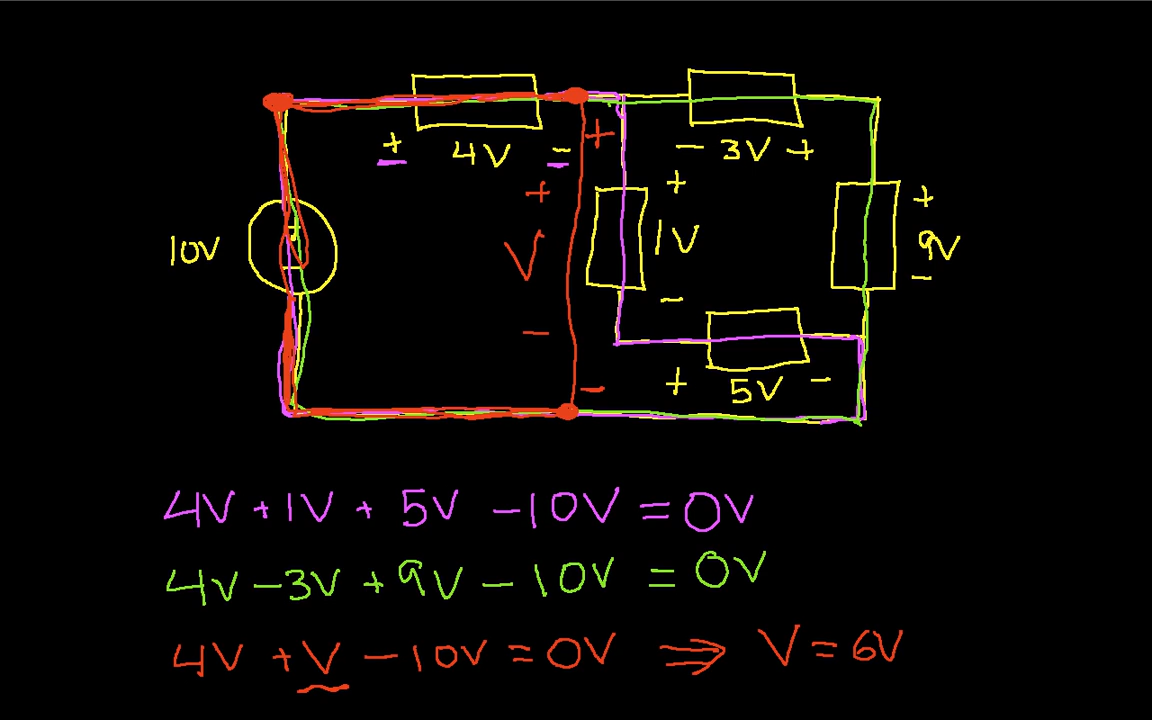 + 4V - +
- 3V +
+
V
-
-
+
1V
-
+
9V
-
10V
+
-
+ 5V -
4V + 1V + 5V - 10V = 0V
4V - 3V + 9V - 10V = 0V
4V + V - 10V = 0V ⇒ V = 6V